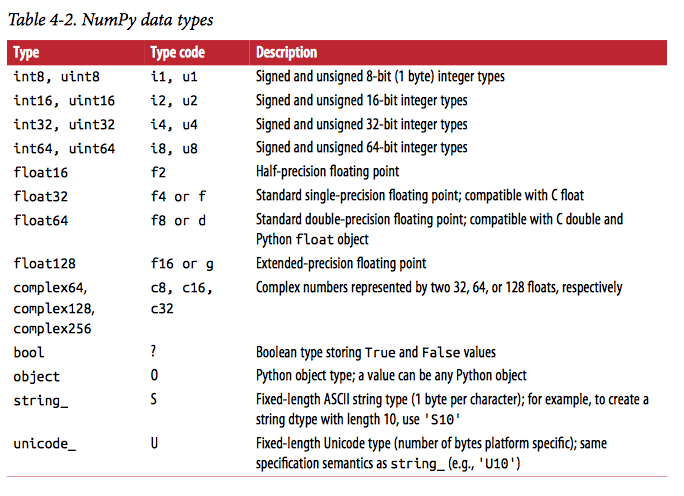 Table 4-2. NumPy data types
Type Type code Description
int8, uint8 i1, u1 Signed and unsigned 8-bit (1 byte) integer types
int16, uint16 i2, u2 Signed and unsigned 16-bit integer types
int32, uint32 i4, u4 Signed and unsigned 32-bit integer types
int64, uint64 i8, u8 Signed and unsigned 64-bit integer types
float16 f2 Half-precision floating point
float32 f4 or f Standard single-precision floating point; compatible with C float
float64 f8 or d Standard double-precision floating point; compatible with C double and
Python float object
float128 f16 or g Extended-precision floating point
complex64, c8, c16, Complex numbers represented by two 32, 64, or 128 floats, respectively
complex128, c32
complex256
bool ? Boolean type storing True and False values
object O Python object type; a value can be any Python object
string_ S Fixed-length ASCII string type (1 byte per character); for example, to create a
string dtype with length 10, use 'S10'
unicode_ U Fixed-length Unicode type (number of bytes platform specific); same
specification semantics as string_ (e.g., 'U10')